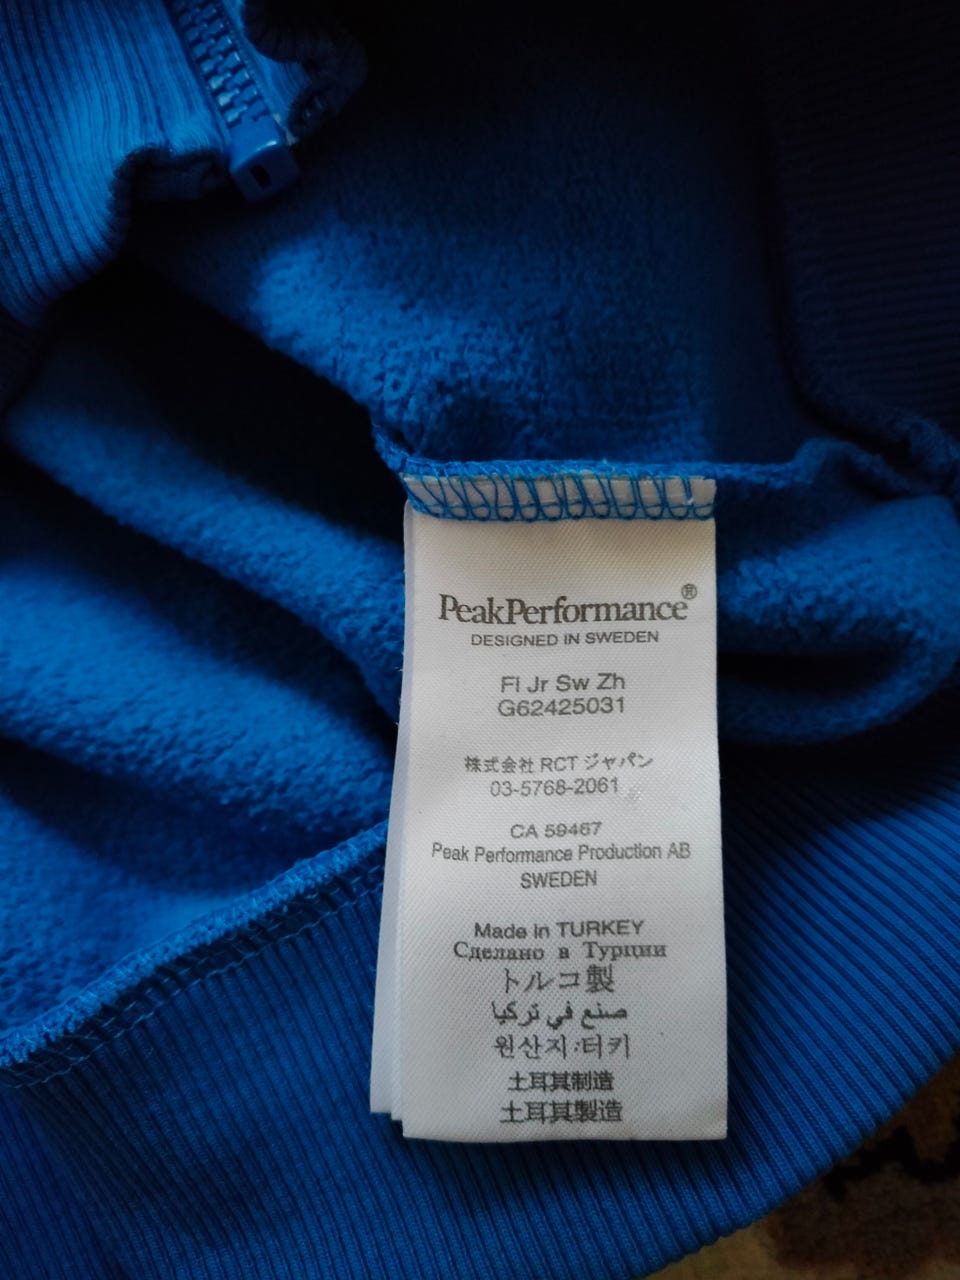 PeakPerformance®
DESIGNED IN SWEDEN
Fl Jr Sw Zh
G62425031
株式会社 RCT ジャパン
03-5768-2061
CA 59467
Peak Performance Production AB
SWEDEN
Made in TURKEY
Сделано в Турции
トルコ製
صنع في تركيا
원산지:터키
土耳其制造
土耳其製造